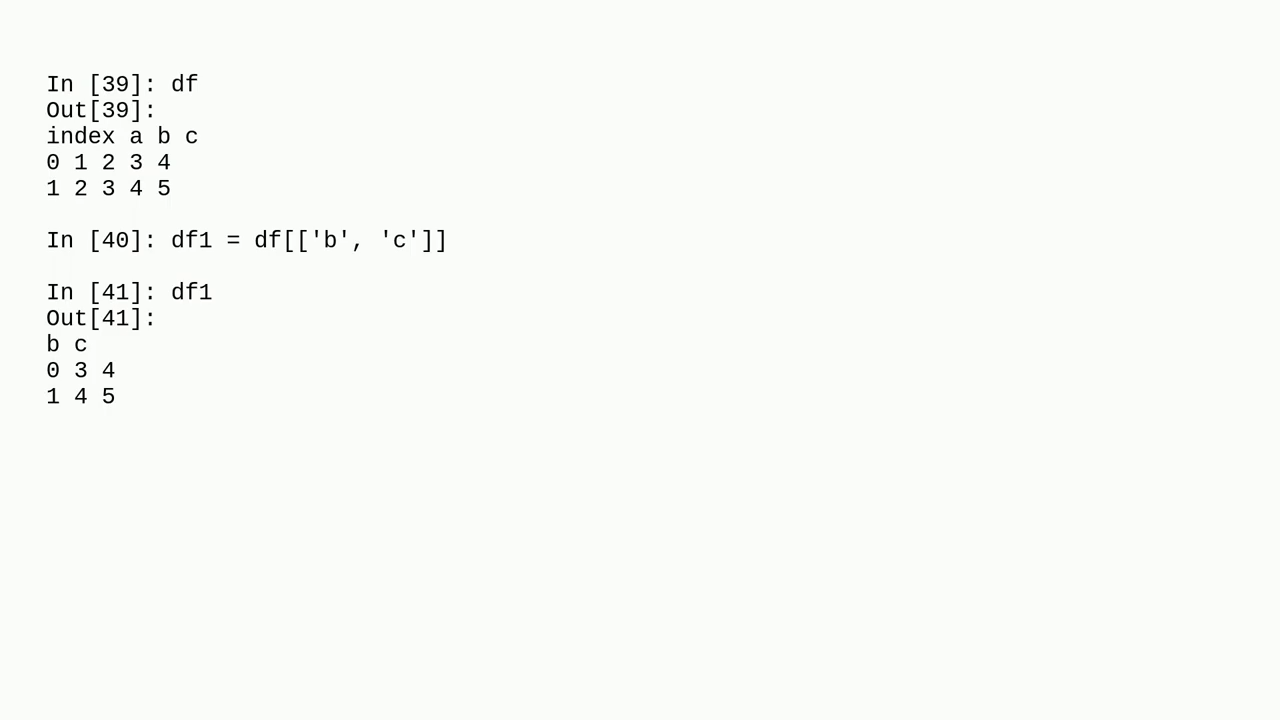 In [39]: df
Out[39]:
index a b c
0 1 2 3 4
1 2 3 4 5
In [40]: df1 = df[['b', 'c']]
In [41]: df1
Out[41]:
b c
0 3 4
1 4 5